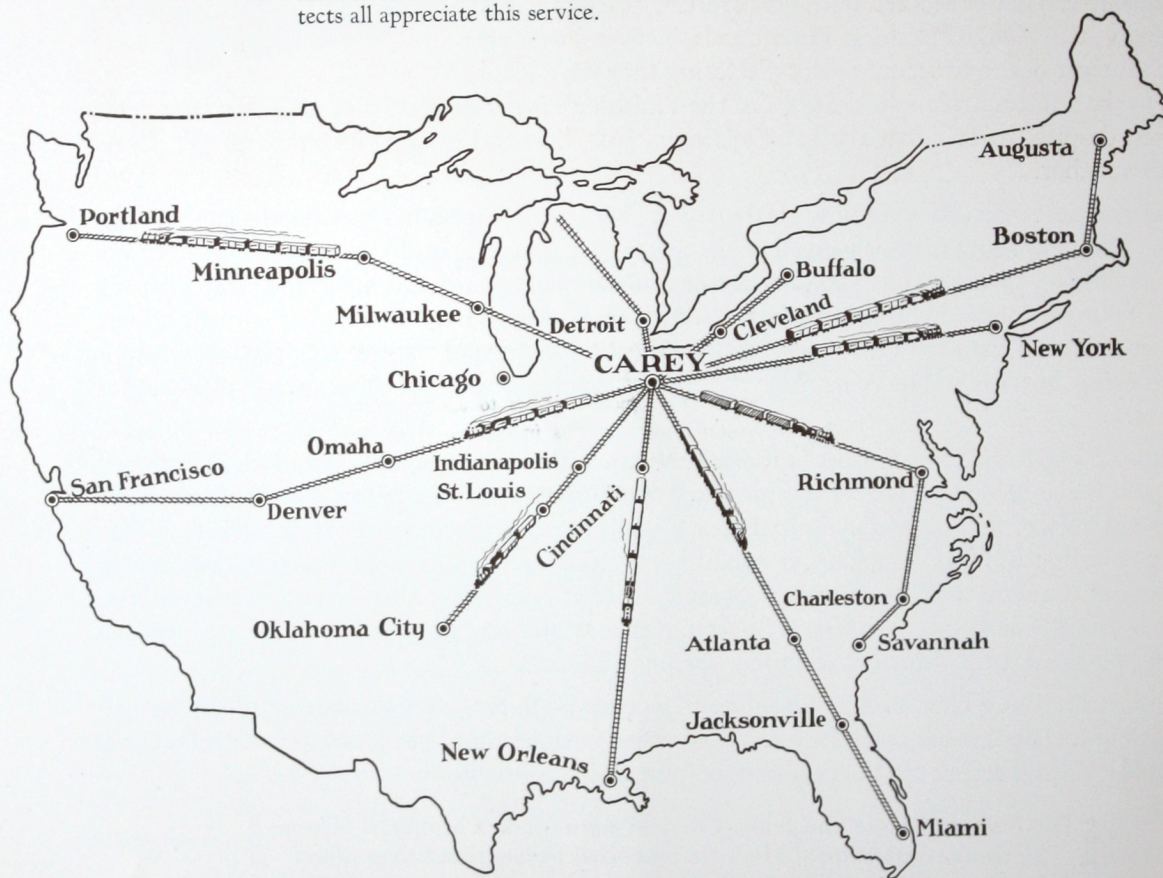 tects all appreciate this service.
Augusta
Portland
Boston
Minneapolis
Buffalo
Milwaukee
Detroit
Cleveland
New York
CAREY
Chicago
Omaha
Indianapolis
San Francisco
Richmond
St. Louis
Denver
Cincinnati
Charleston
Oklahoma City
Atlanta
Savannah
Jacksonville
New Orleans
Miami